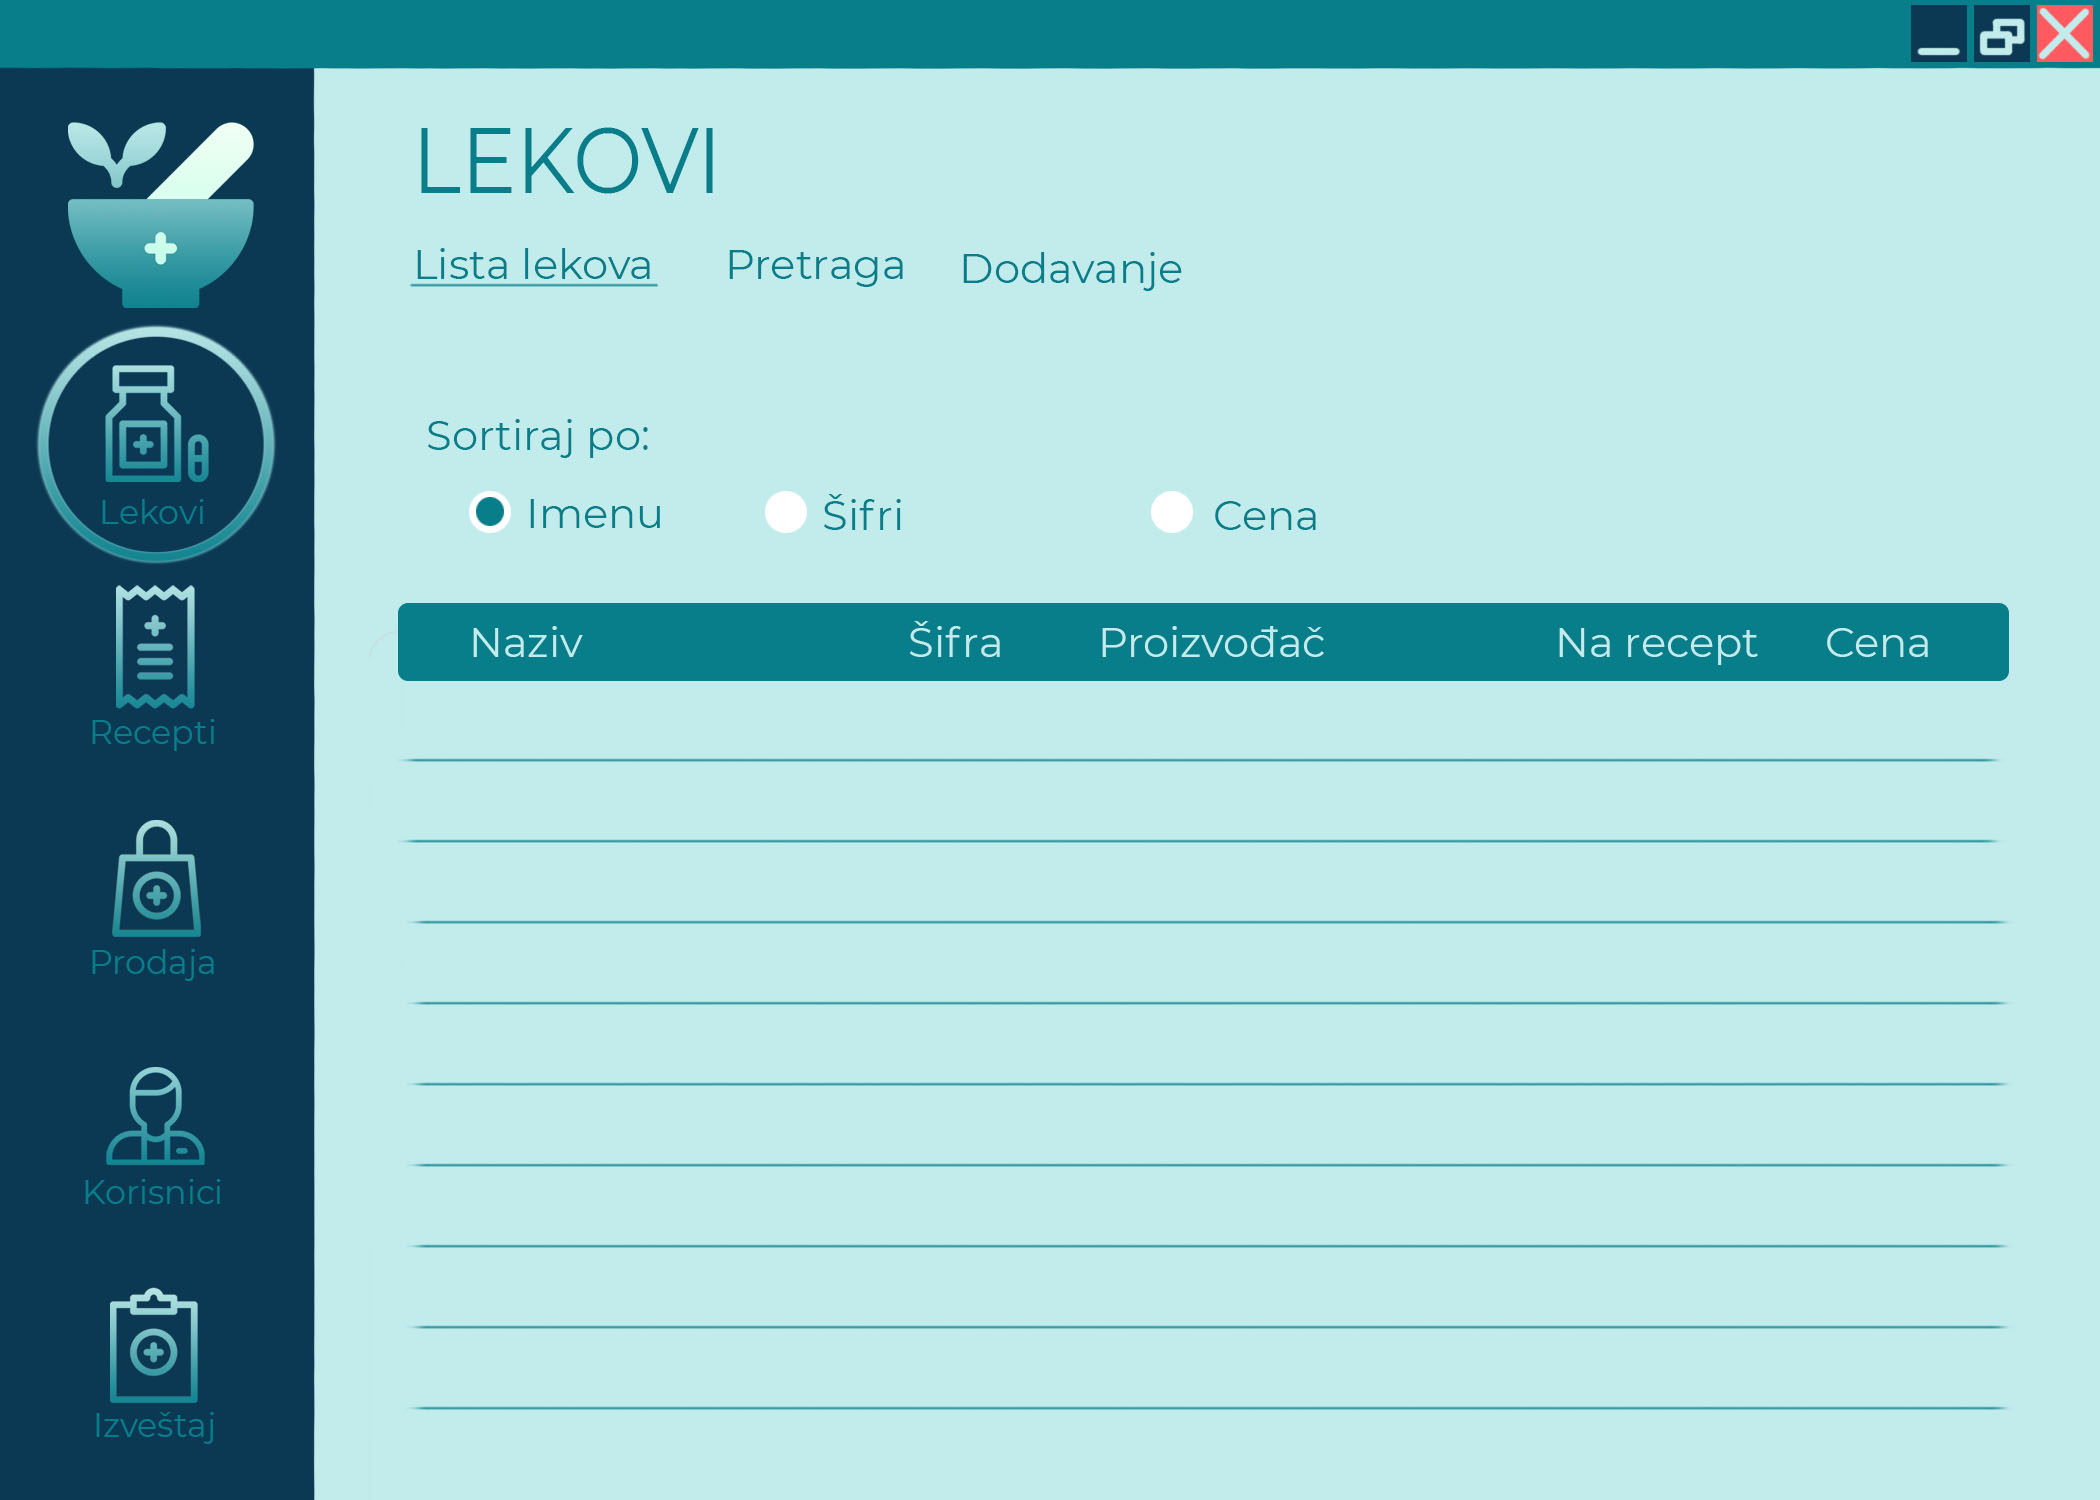 LEKOVI
Lista lekova Pretraga Dodavanje
Sortiraj po:
Imenu Šifri Cena
Naziv Šifra Proizvođač Na recept Cena
Lekovi
Recepti
Prodaja
Korisnici
Izveštaj